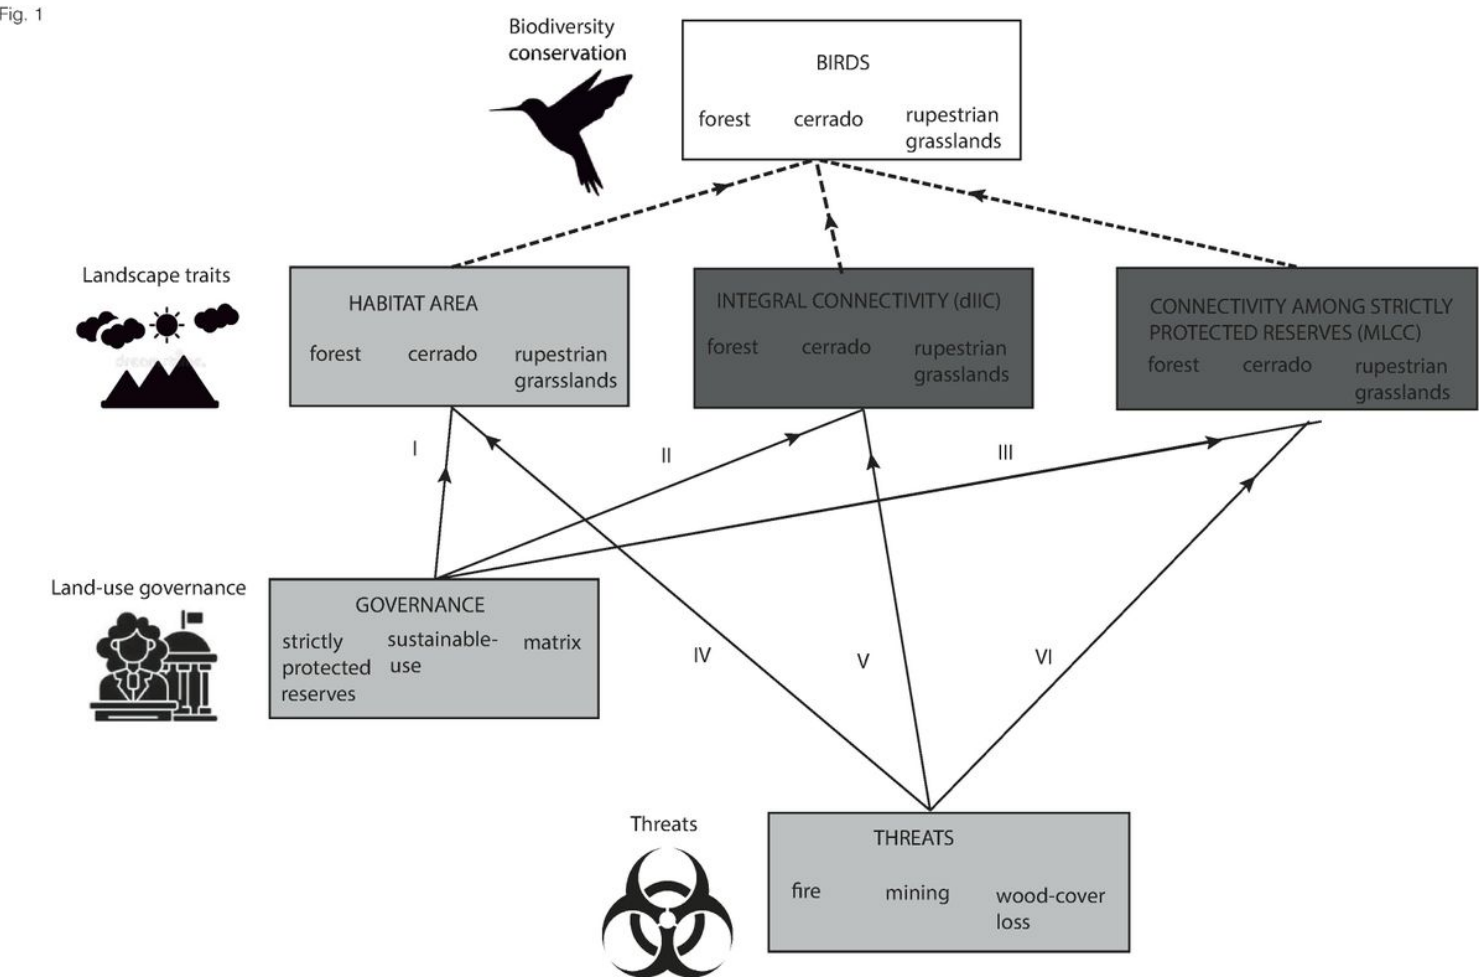 Fig. 1
Biodiversity
conservation
BIRDS
forest cerrado rupestrian
grasslands
Landscape traits
HABITAT AREA
forest cerrado rupestrian
grarsslands
INTEGRAL CONNECTIVITY (dIIC)
forest cerrado rupestrian
grasslands
CONNECTIVITY AMONG STRICTLY
PROTECTED RESERVES (MLCC)
forest cerrado rupestrian
grasslands
I
II
III
Land-use governance
GOVERNANCE
strictly sustainable- matrix
protected use
reserves
IV
V
VI
Threats
THREATS
fire mining wood-cover
loss